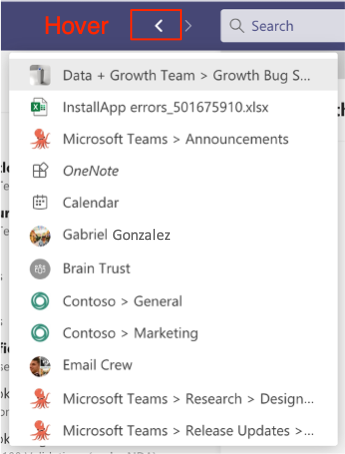 Hover
Search
Data + Growth Team > Growth Bug S...
InstallApp errors_501675910.xlsx
Microsoft Teams > Announcements
OneNote
Calendar
Gabriel Gonzalez
Brain Trust
Contoso > General
Contoso > Marketing
Email Crew
Microsoft Teams > Research > Design...
Microsoft Teams > Release Updates >...